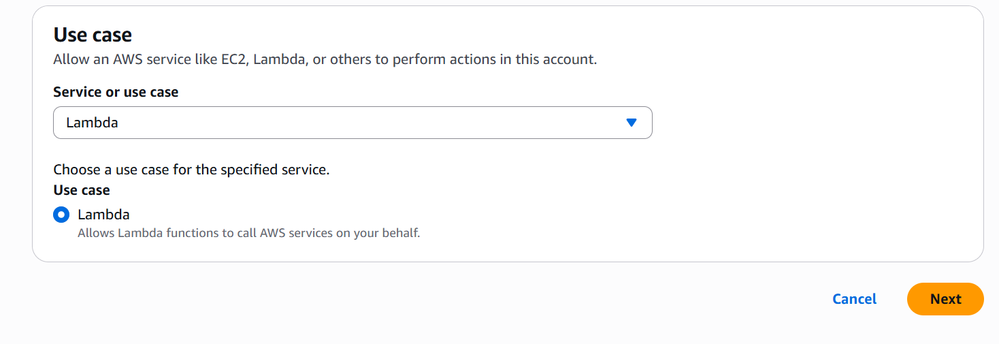 Use case
Allow an AWS service like EC2, Lambda, or others to perform actions in this account.
Service or use case
Lambda
Choose a use case for the specified service.
Use case
Lambda
Allows Lambda functions to call AWS services on your behalf.
Cancel
Next